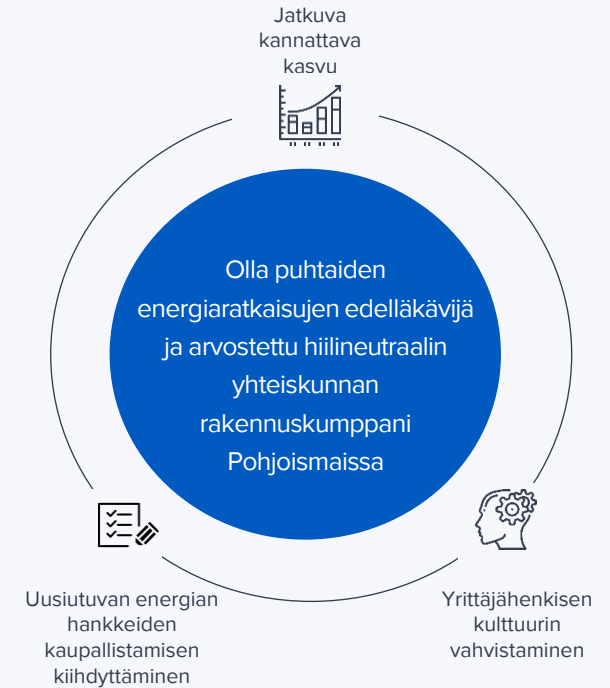 Jatkuva
kannattava
kasvu
Olla puhtaiden
energiaratkaisujen edelläkävijä
ja arvostettu hiilineutraalin
yhteiskunnan
rakennuskumppani
Pohjoismaissa
Uusiutuvan energian
hankkeiden
kaupallistamisen
kiihdyttäminen
Yrittäjähenkisen
kulttuurin
vahvistaminen